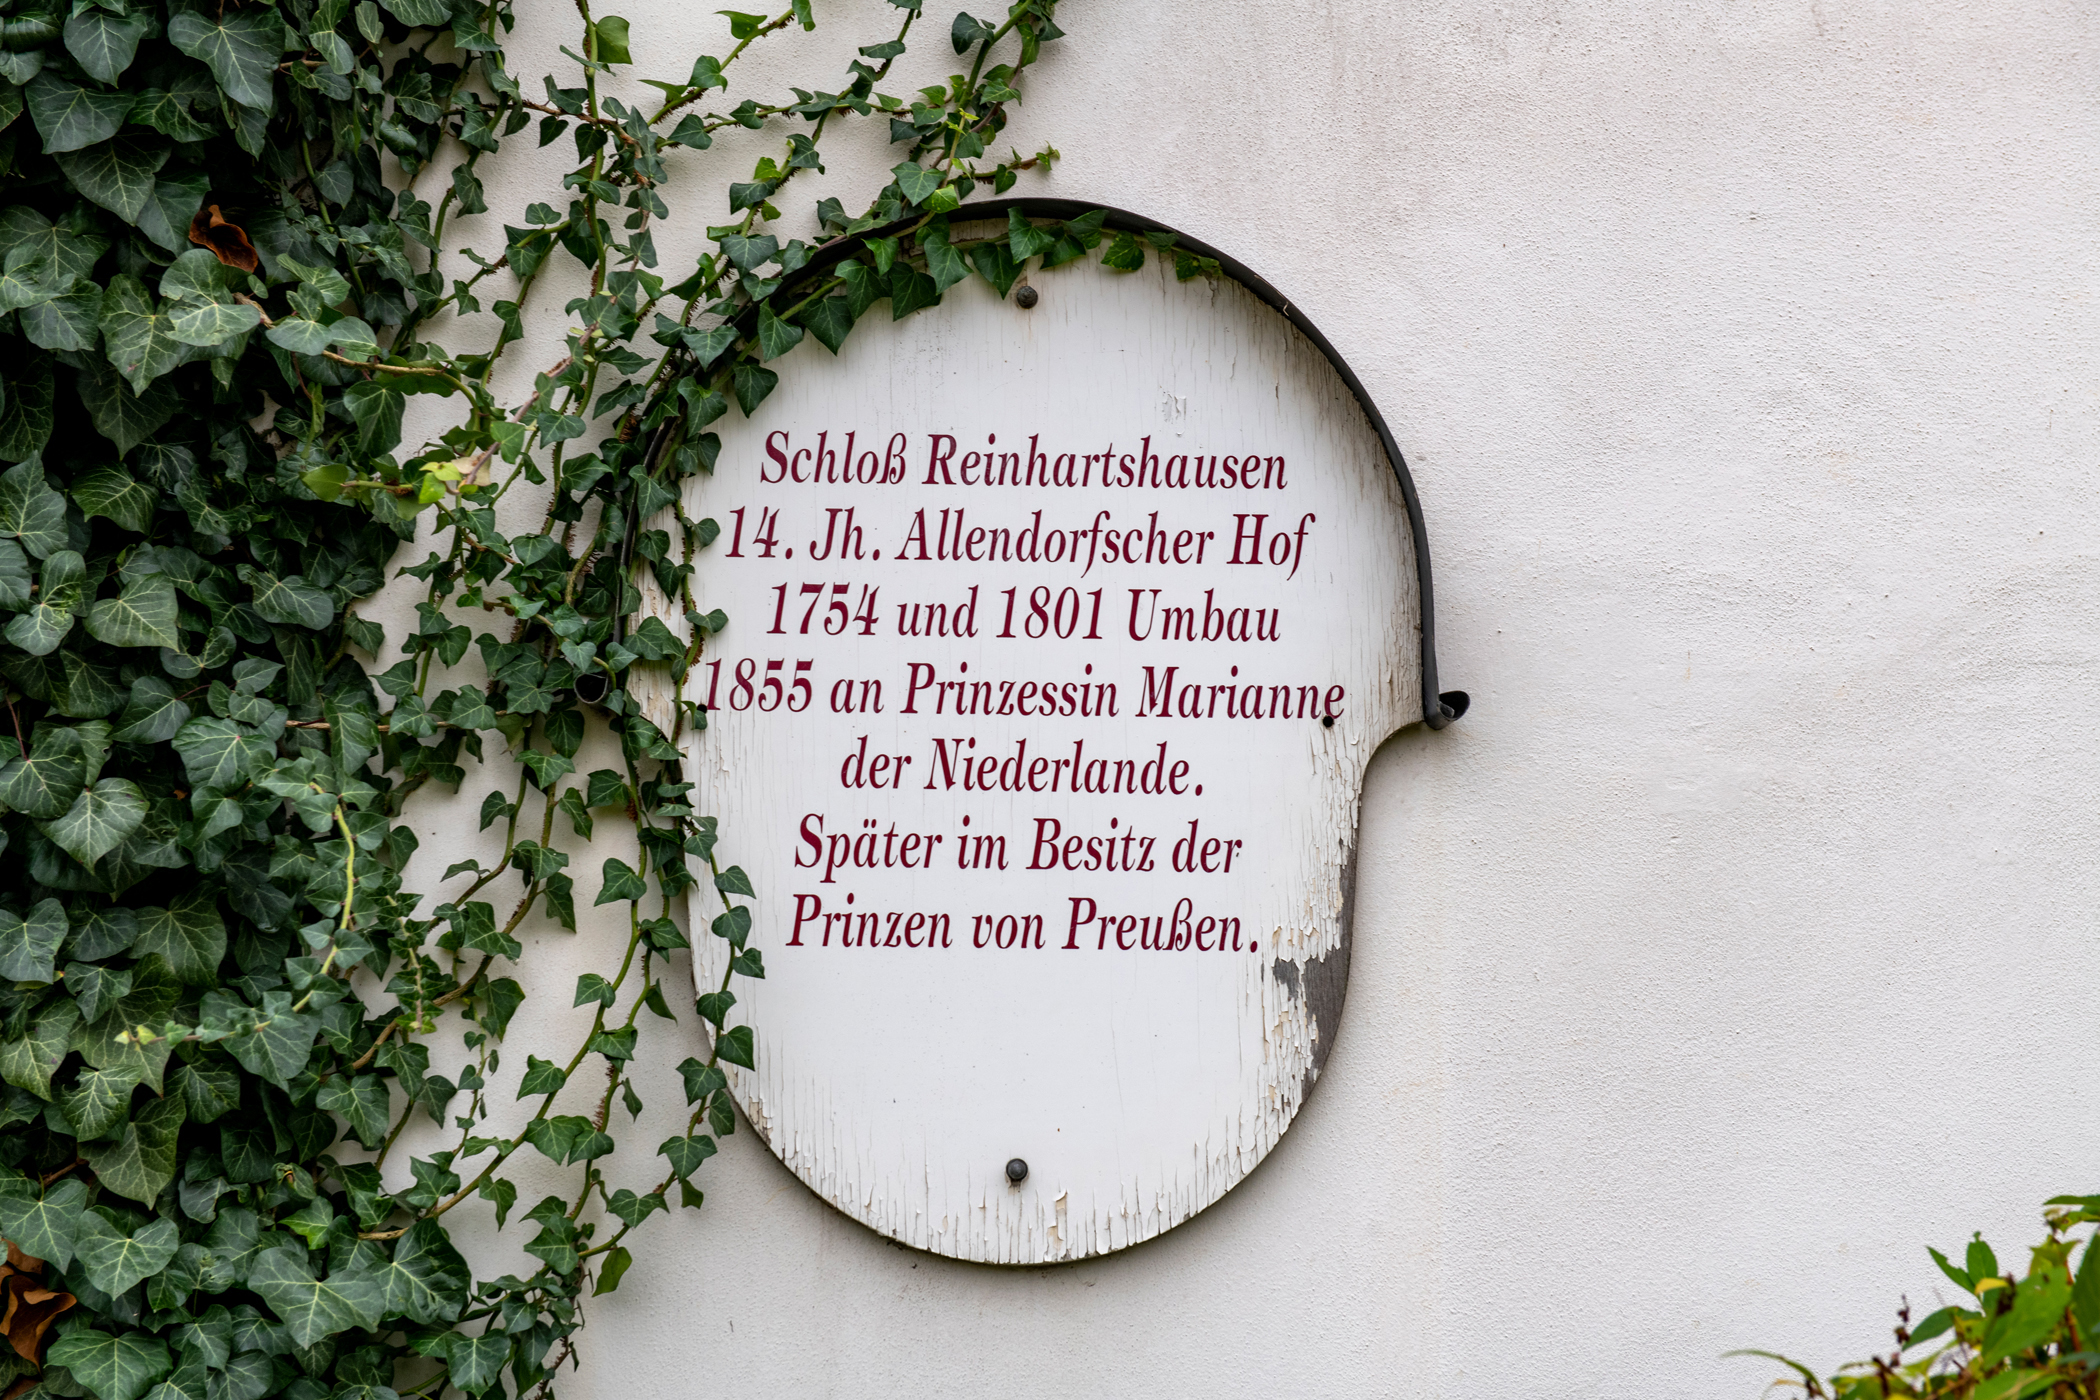 Schloß Reinhartshausen
14. Jh. Allendorfscher Hof
1754 und 1801 Umbau
1855 an Prinzessin Marianne
der Niederlande.
Später im Besitz der
Prinzen von Preußen.